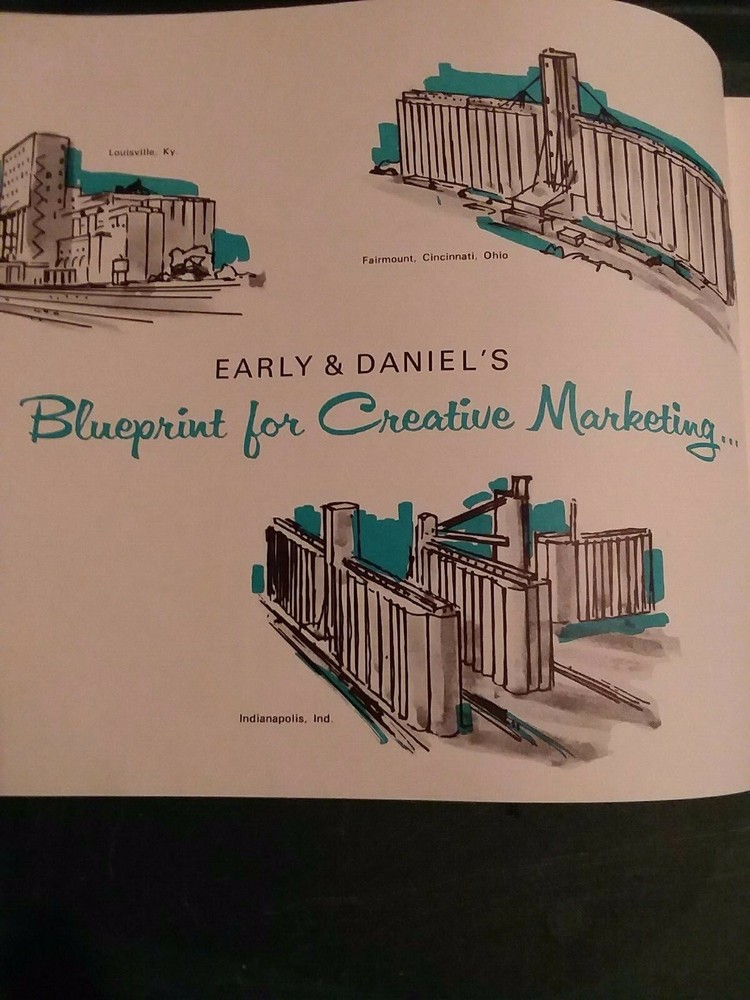 Louisville, Ky.
Fairmount, Cincinnati, Ohio
EARLY & DANIEL'S
Blueprint for Creative Marketing...
Indianapolis, Ind.